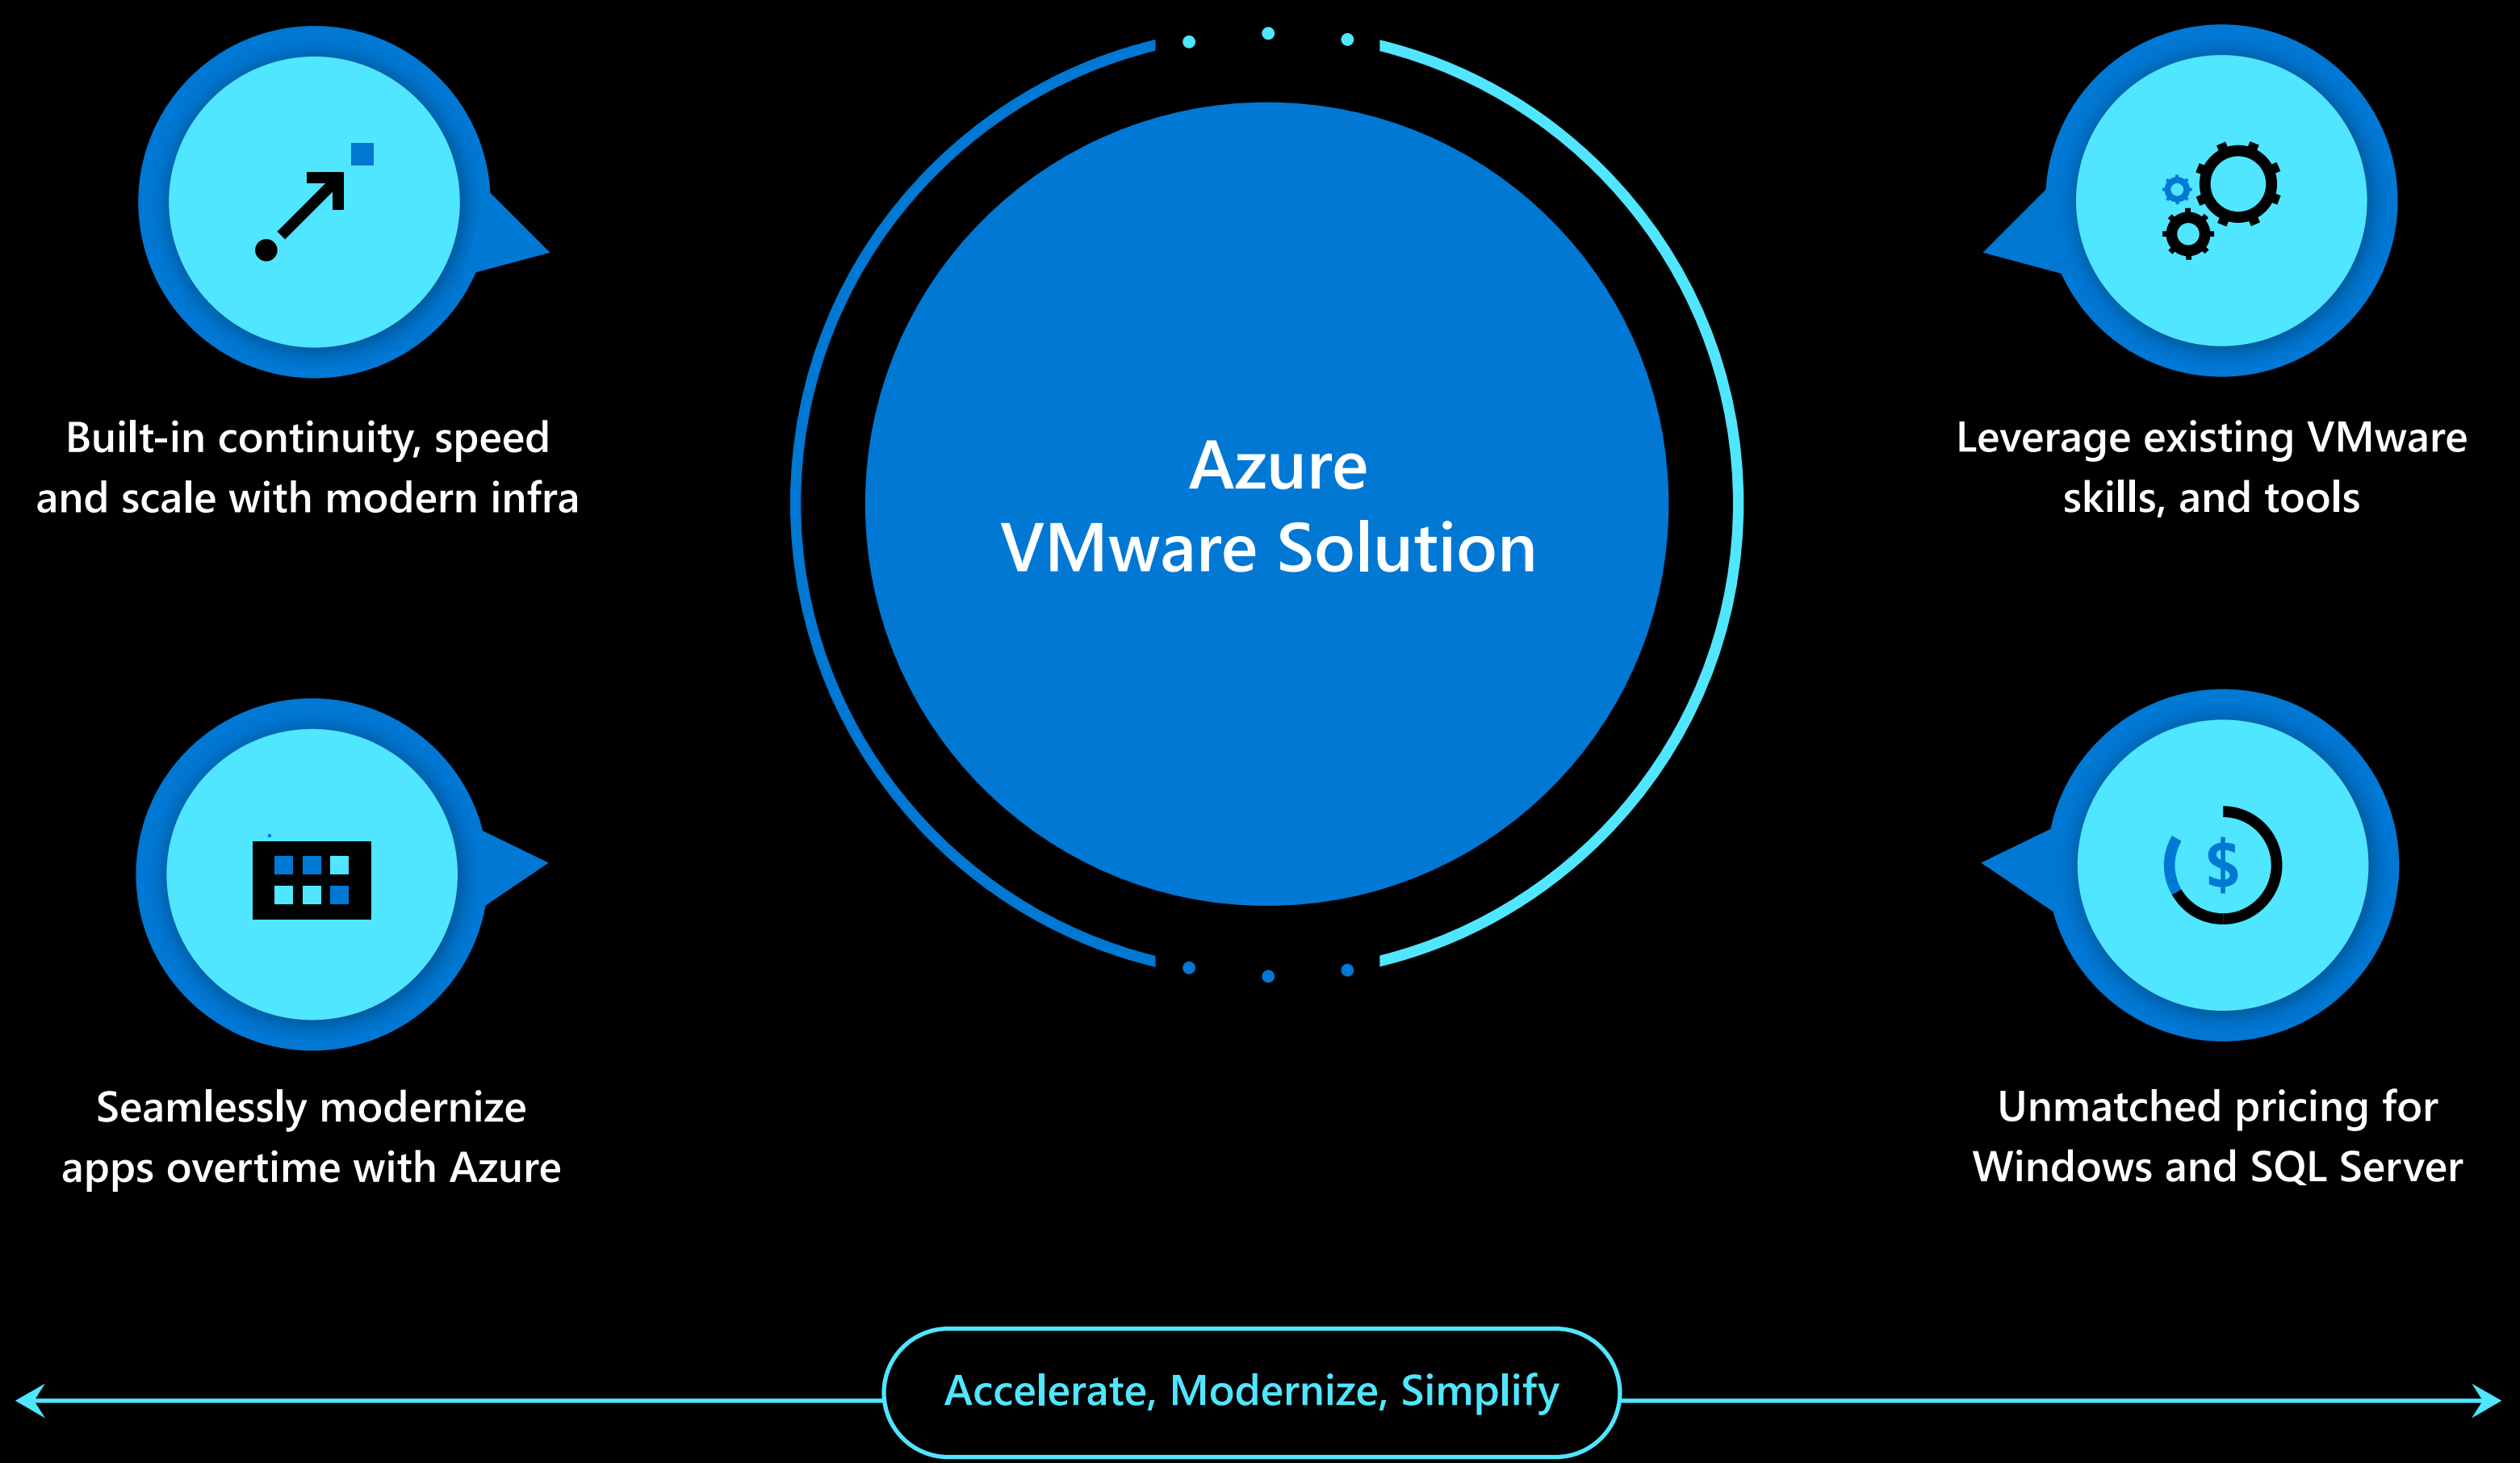 Built-in continuity, speed
and scale with modern infra
Azure
VMware Solution
Leverage existing VMware
skills, and tools
Seamlessly modernize
apps overtime with Azure
$
Unmatched pricing for
Windows and SQL Server
Accelerate, Modernize, Simplify